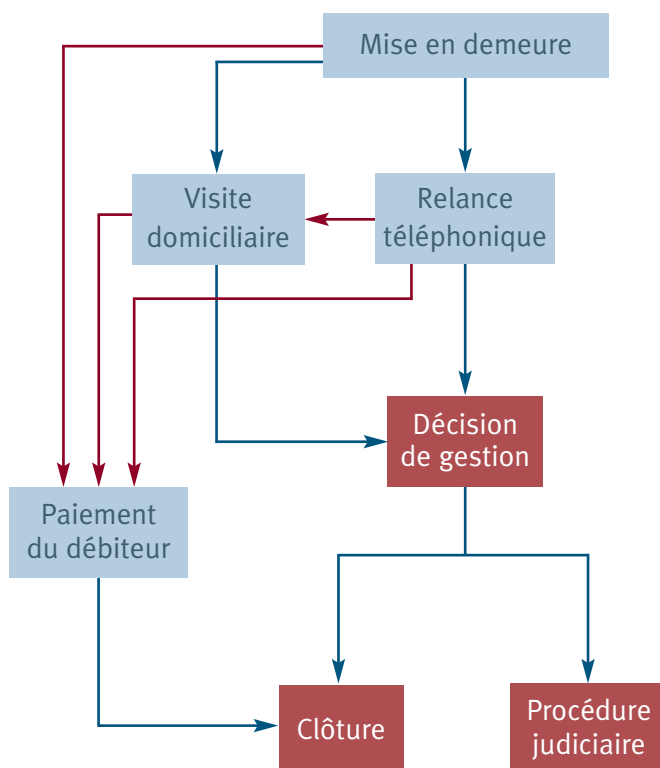 Mise en demeure
Visite
domiciliaire
Relance
téléphonique
Décision
de gestion
Paiement
du débiteur
Clôture
Procédure
judiciaire